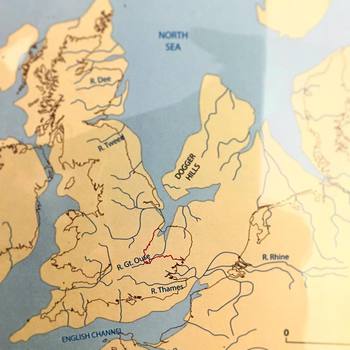 NORTH
SEA
R. Dee
R. Tweed
DOGGER
HILLS
R. Gt. Ouse
R. Rhine
R. Thames
ENGLISH CHANNEL
0